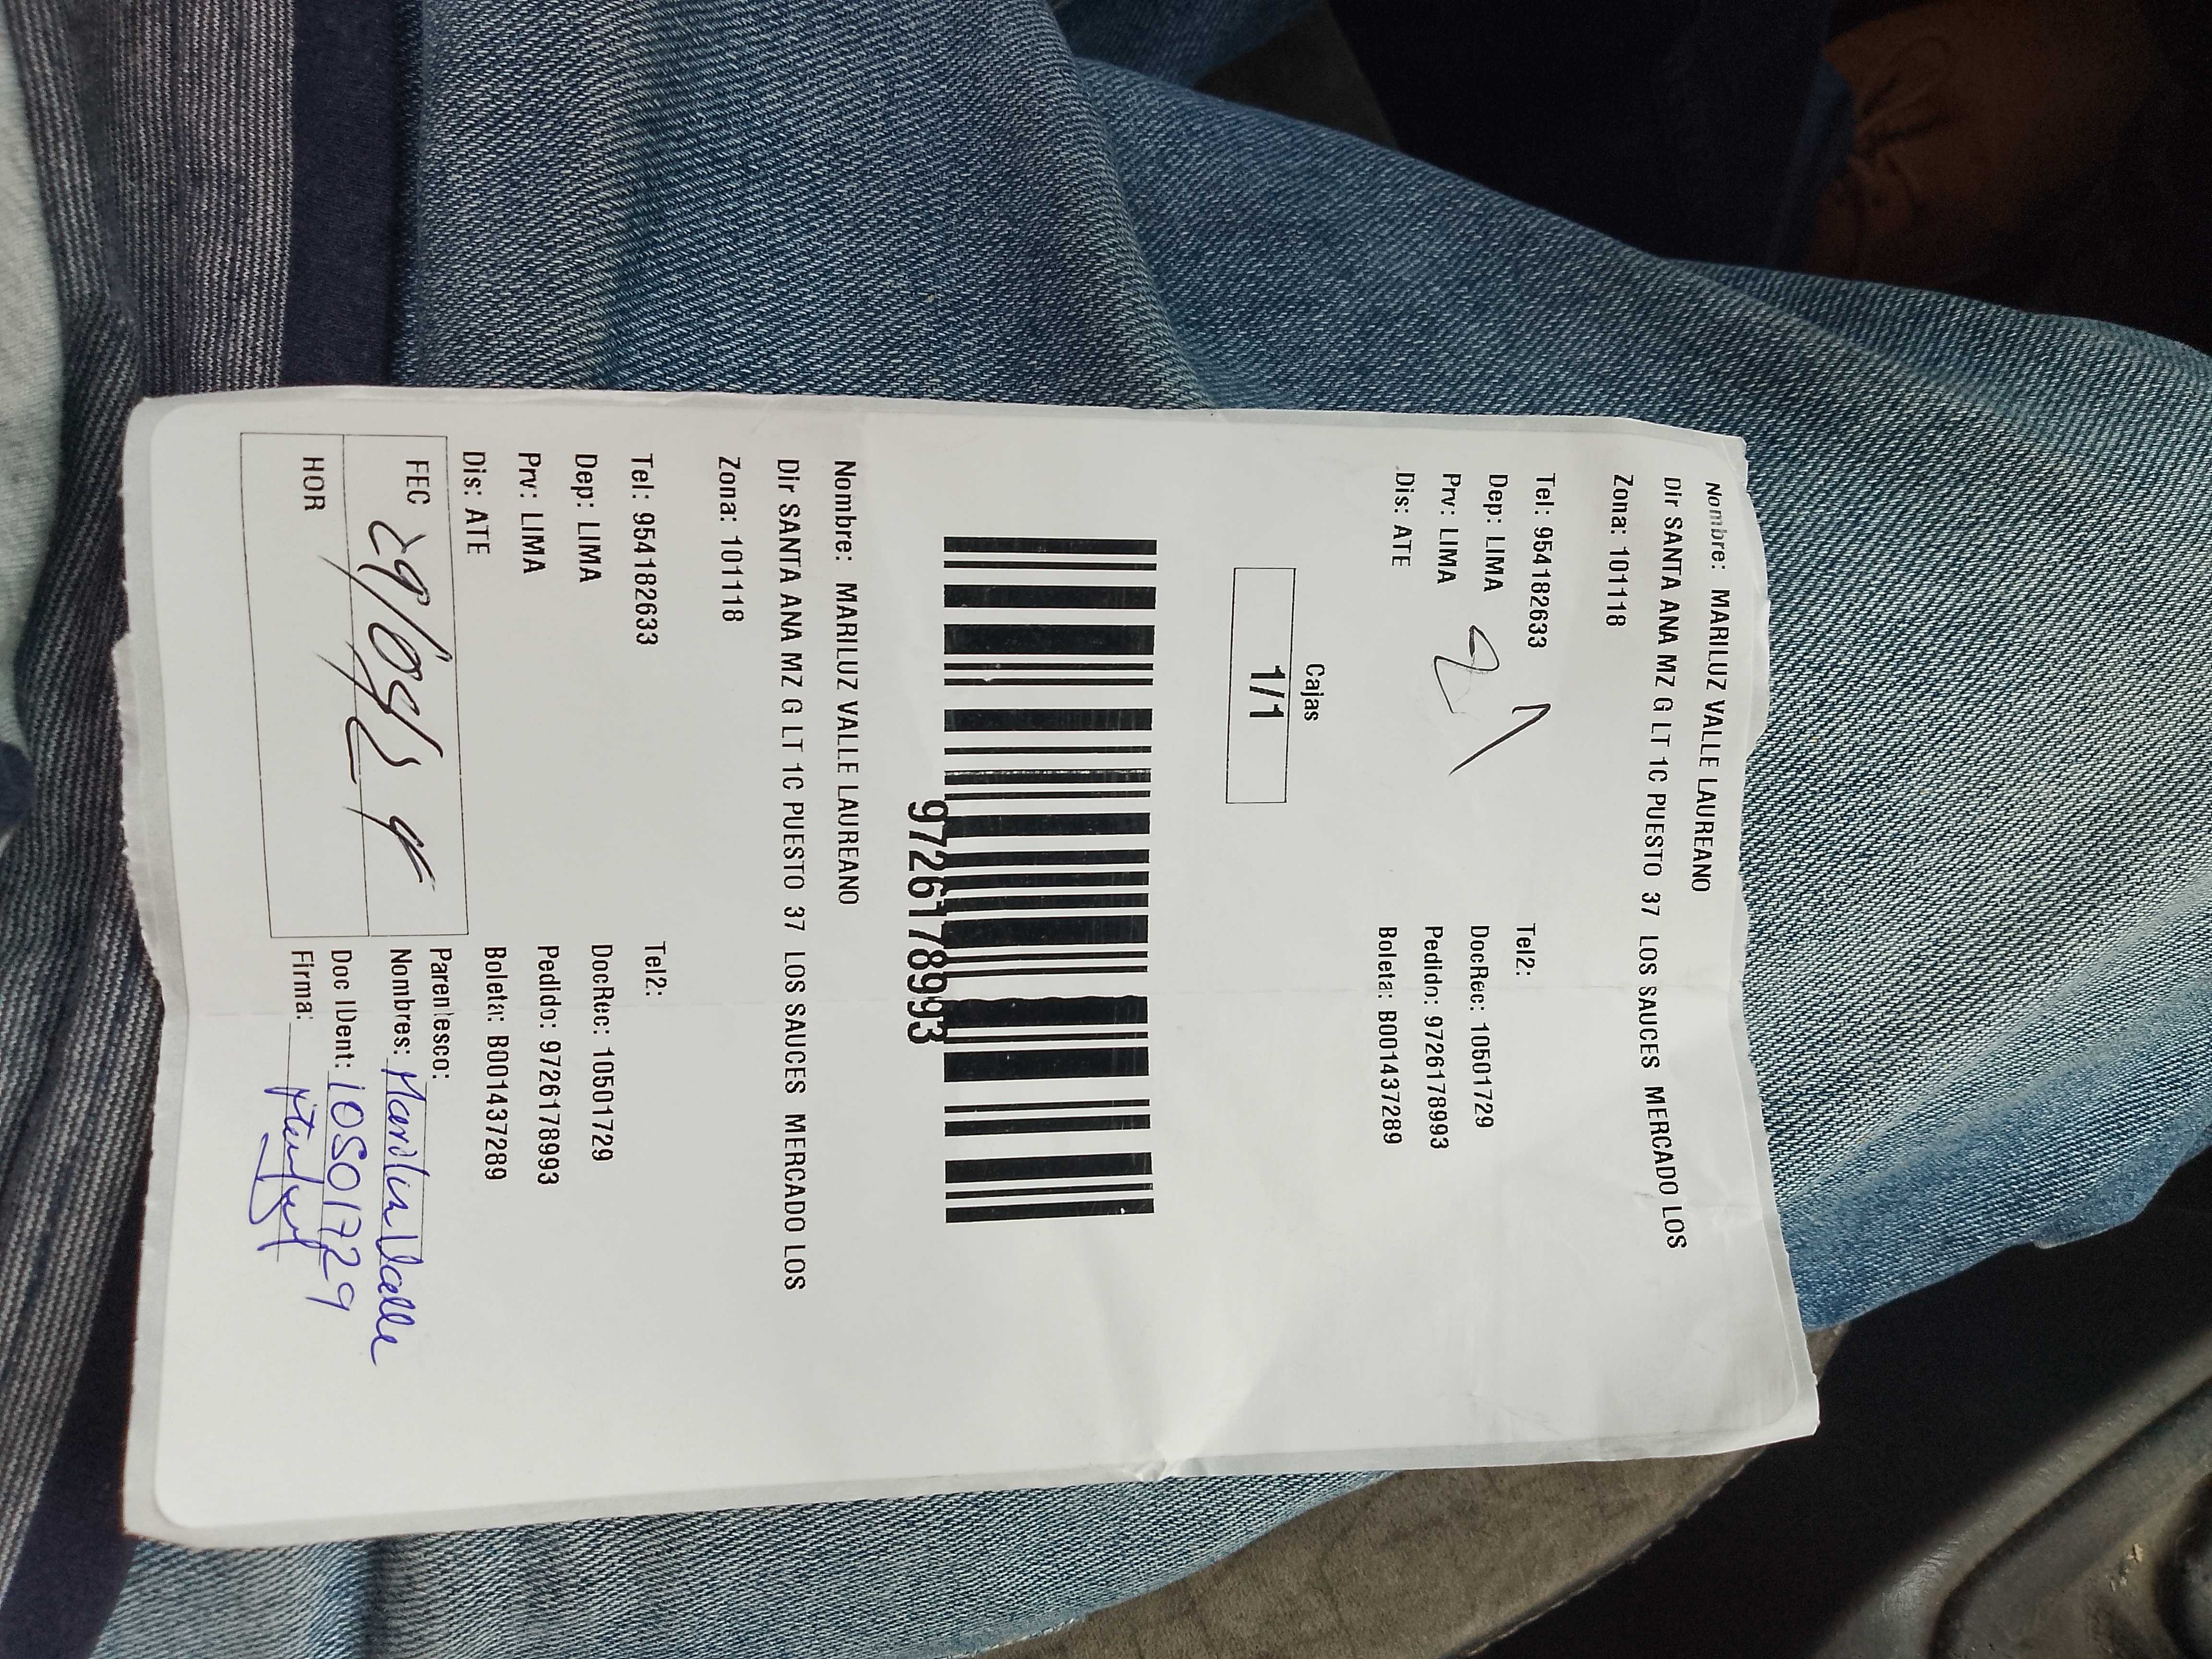 Nombre: MARILUZ VALLE LAUREANO
Dir SANTA ANA MZ G LT 1C PUESTO 37 LOS SAUCES MERCADO LOS
Zona: 101118
Tel: 954182633 Tel2:
Dep: LIMA DocRec: 10501729
Prv: LIMA Pedido: 9726178993
Dis: ATE Boleta: B001437289
Cajas
1/1
9726178993
Nombre: MARILUZ VALLE LAUREANO
Dir SANTA ANA MZ G LT 1C PUESTO 37 LOS SAUCES MERCADO LOS
Zona: 101118
Tel: 954182633 Tel2:
Dep: LIMA DocRec: 10501729
Prv: LIMA Pedido: 9726178993
Dis: ATE Boleta: B001437289
FEC Parentesco:
Nombres: Valle
HOR Doc IDent: 10501729
Firma: